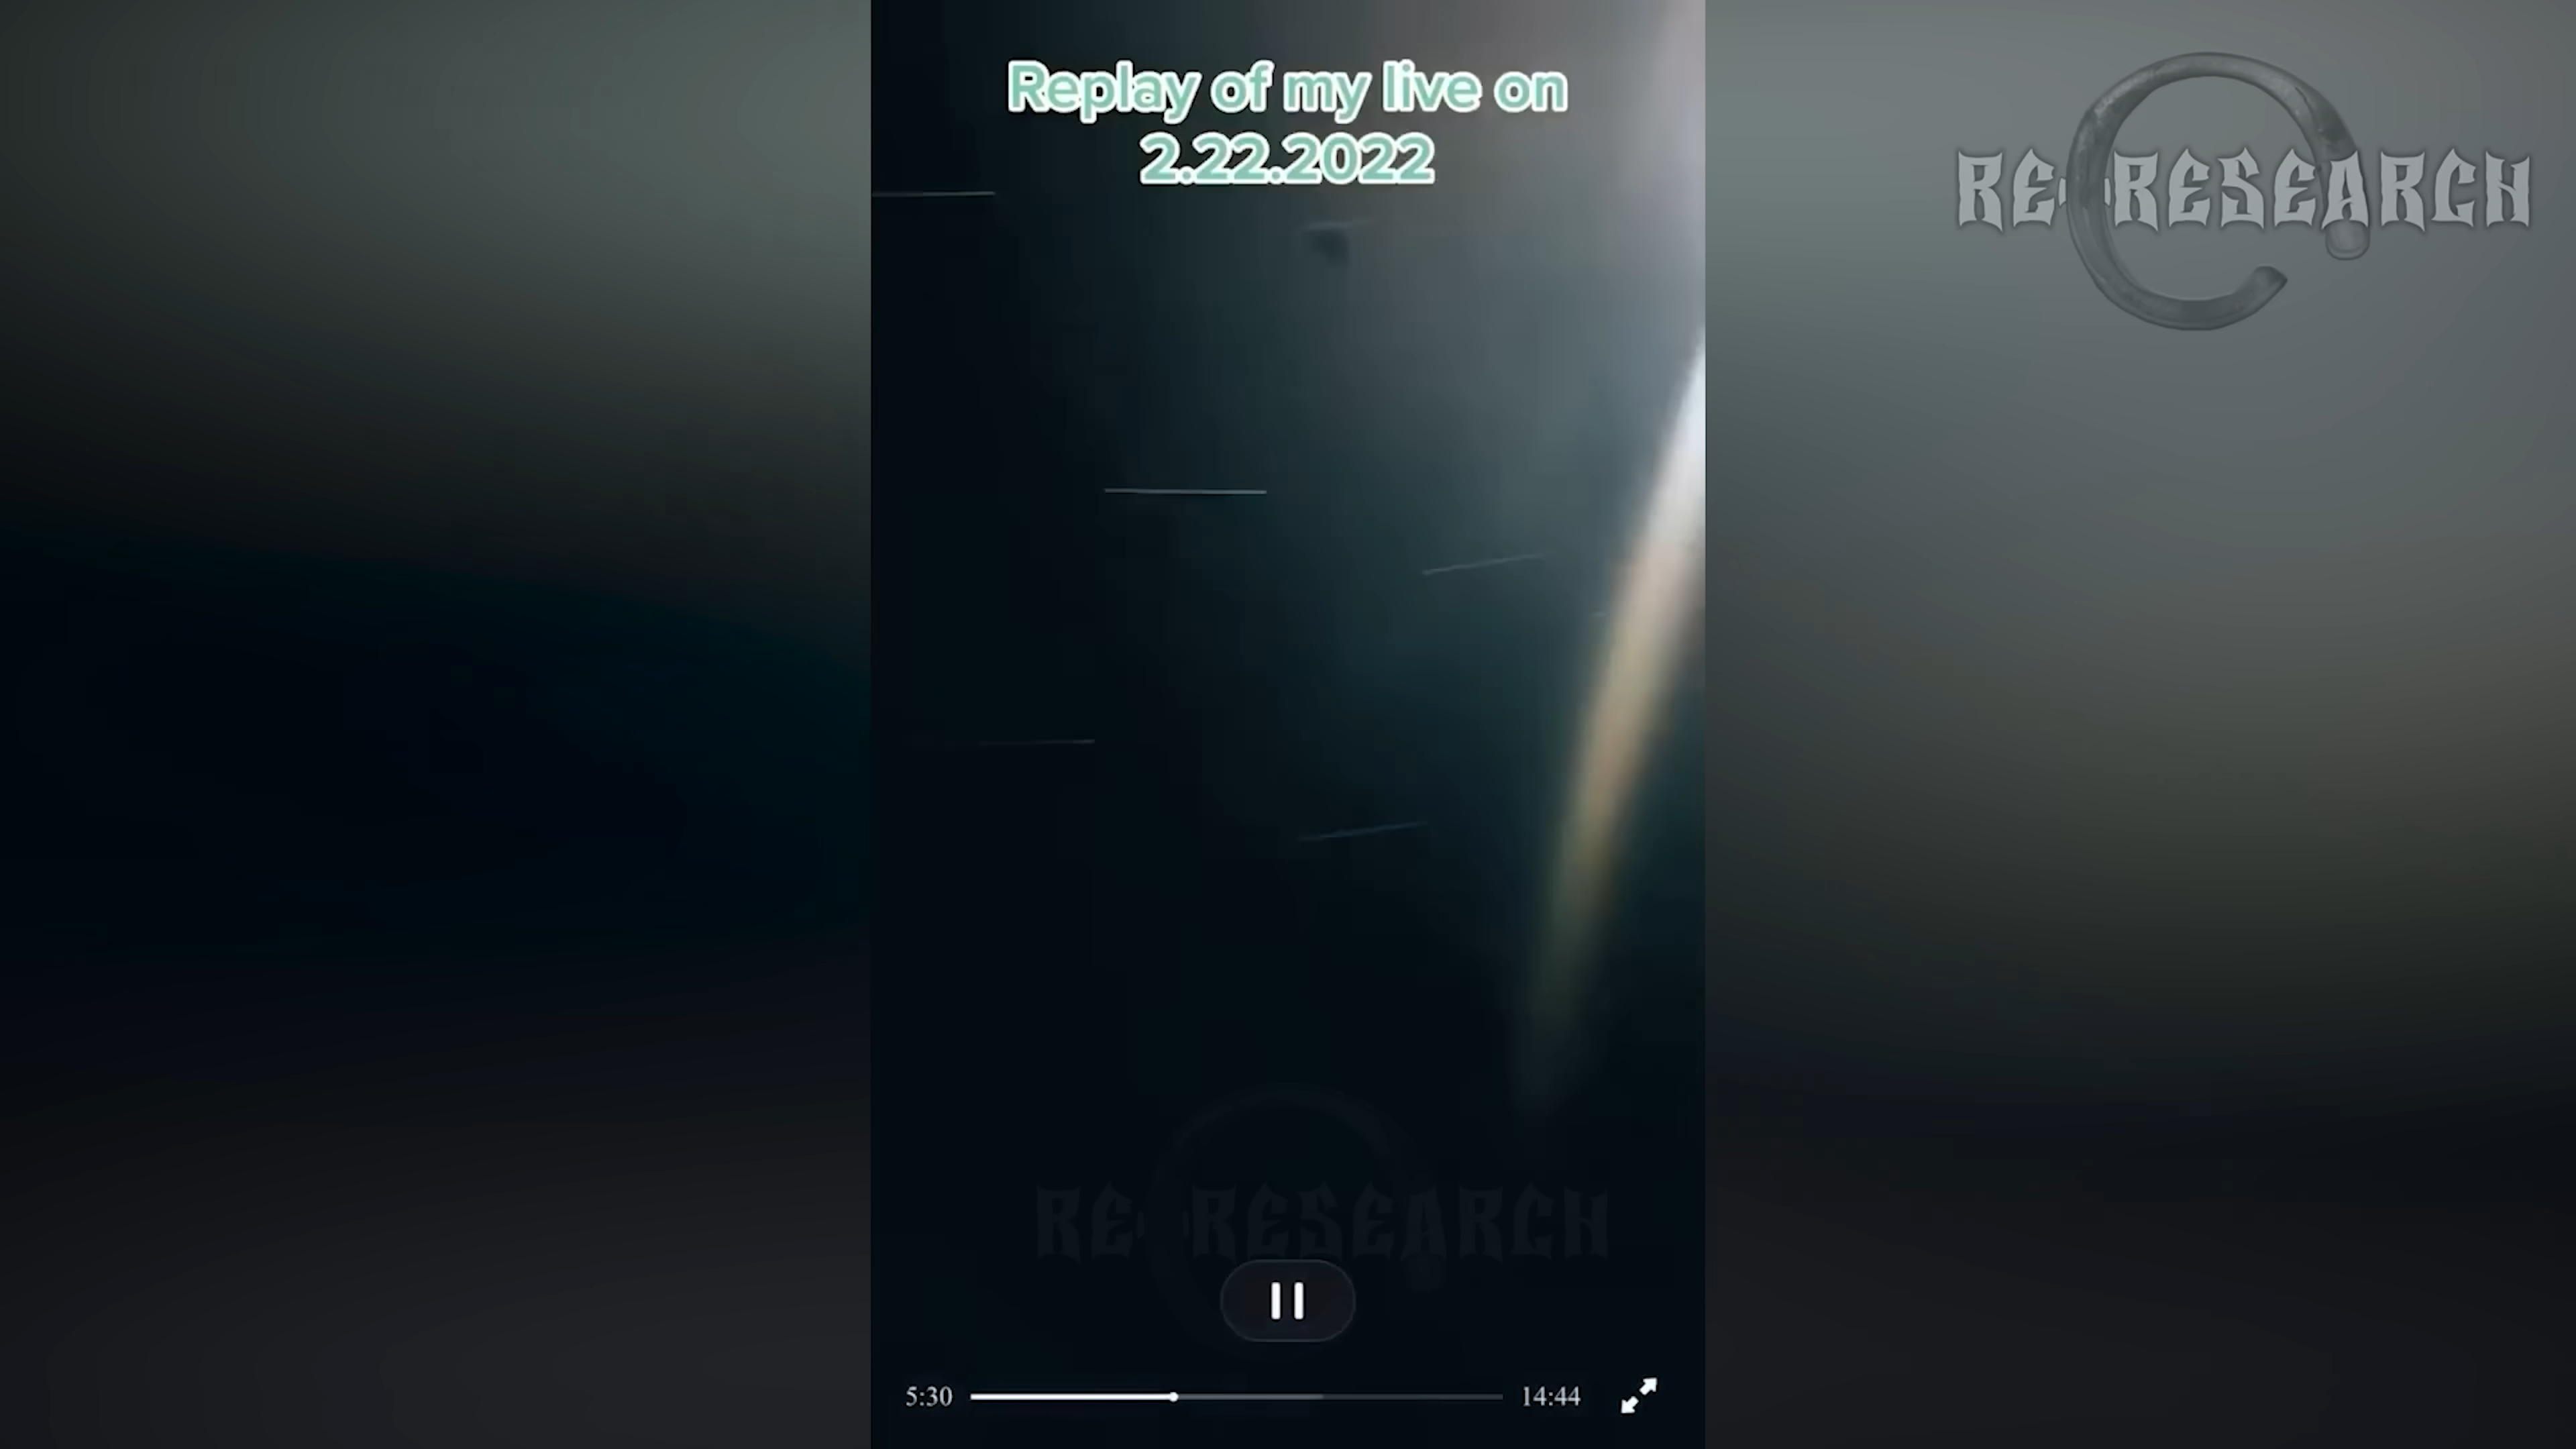 Replay of my live on
2.22.2022
RE-RESEARCH
RE RESEARCH
5:30
14:44